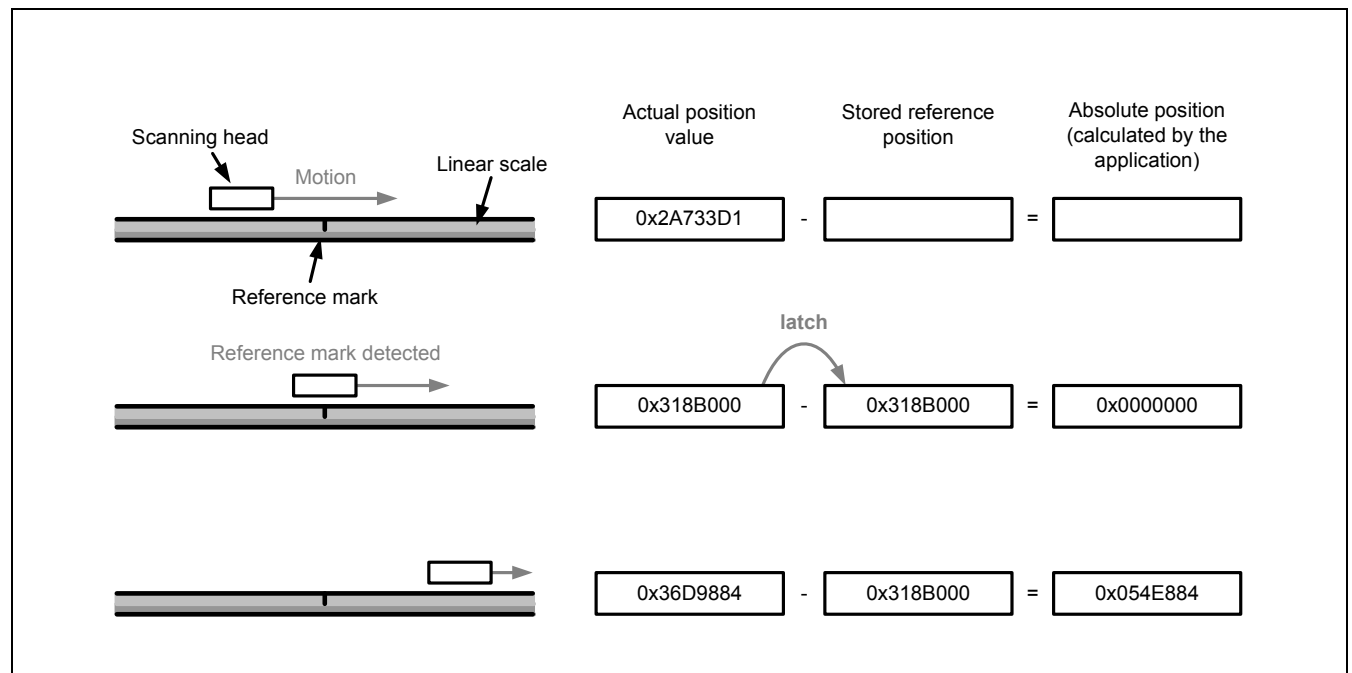 Actual position
value
Stored reference
position
Absolute position
(calculated by the
application)
Scanning head
Motion
Linear scale
0x2A733D1 - =
Reference mark
latch
Reference mark detected
0x318B000 - 0x318B000 = 0x0000000
0x36D9884 - 0x318B000 = 0x054E884